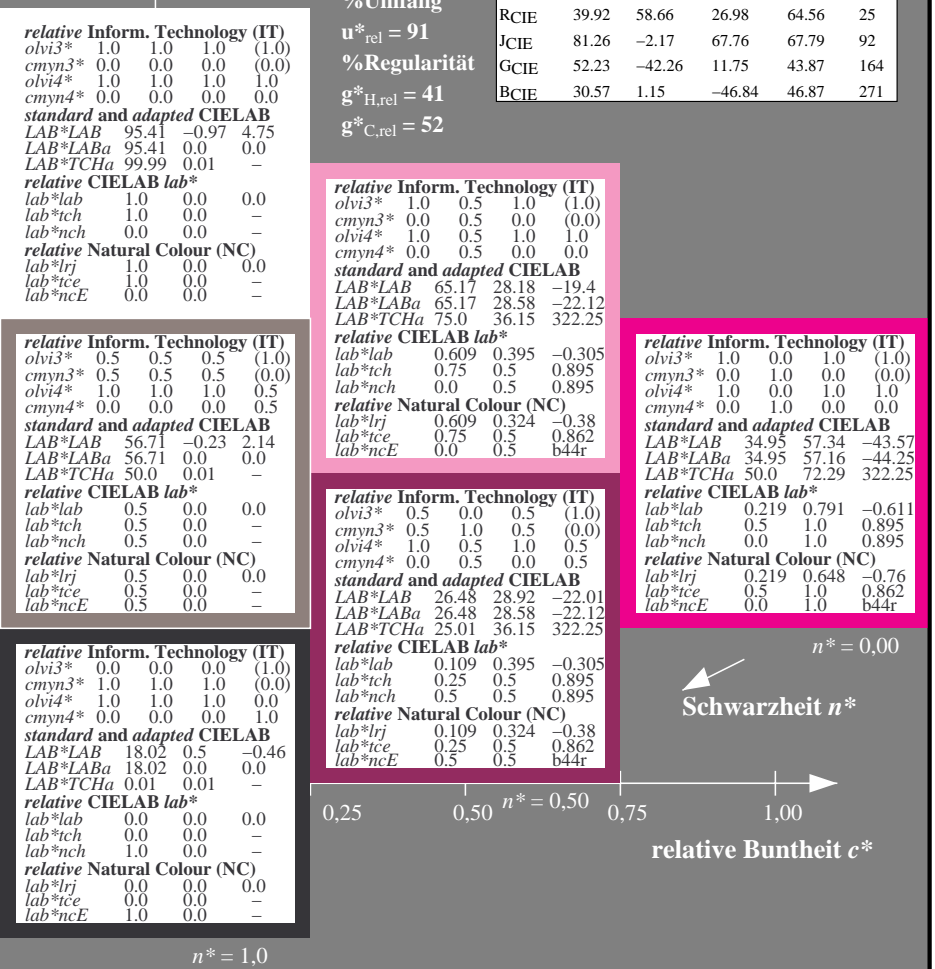 %Umfang
u*rel = 91
%Regularität
g*H,rel = 41
g*C,rel = 52
RCIE 39.92 58.66 26.98 64.56 25
JCIE 81.26 −2.17 67.76 67.79 92
GCIE 52.23 −42.26 11.75 43.87 164
BCIE 30.57 1.15 −46.84 46.87 271
relative Inform. Technology (IT)
olvi3* 1.0 1.0 1.0 (1.0)
cmyn3* 0.0 0.0 0.0 (0.0)
olvi4* 1.0 1.0 1.0 1.0
cmyn4* 0.0 0.0 0.0 0.0
standard and adapted CIELAB
LAB*LAB 95.41 −0.97 4.75
LAB*LABa 95.41 0.0 0.0
LAB*TCHa 99.99 0.01 –
relative CIELAB lab*
lab*lab 1.0 0.0 0.0
lab*tch 1.0 0.0 –
lab*nch 0.0 0.0 –
relative Natural Colour (NC)
lab*lrj 1.0 0.0 0.0
lab*tce 1.0 0.0 –
lab*ncE 0.0 0.0 –
relative Inform. Technology (IT)
olvi3* 1.0 0.5 1.0 (1.0)
cmyn3* 0.0 0.5 0.0 (0.0)
olvi4* 1.0 0.5 1.0 1.0
cmyn4* 0.0 0.5 0.0 0.0
standard and adapted CIELAB
LAB*LAB 65.17 28.18 −19.4
LAB*LABa 65.17 28.58 −22.12
LAB*TCHa 75.0 36.15 322.25
relative CIELAB lab*
lab*lab 0.609 0.395 −0.305
lab*tch 0.75 0.5 0.895
lab*nch 0.0 0.5 0.895
relative Natural Colour (NC)
lab*lrj 0.609 0.324 −0.38
lab*tce 0.75 0.5 0.862
lab*ncE 0.0 0.5 b44r
relative Inform. Technology (IT)
olvi3* 0.5 0.5 0.5 (1.0)
cmyn3* 0.5 0.5 0.5 (0.0)
olvi4* 1.0 1.0 1.0 0.5
cmyn4* 0.0 0.0 0.0 0.5
standard and adapted CIELAB
LAB*LAB 56.71 −0.23 2.14
LAB*LABa 56.71 0.0 0.0
LAB*TCHa 50.0 0.01 –
relative CIELAB lab*
lab*lab 0.5 0.0 0.0
lab*tch 0.5 0.0 –
lab*nch 0.5 0.0 –
relative Natural Colour (NC)
lab*lrj 0.5 0.0 0.0
lab*tce 0.5 0.0 –
lab*ncE 0.5 0.0 –
relative Inform. Technology (IT)
olvi3* 1.0 0.0 1.0 (1.0)
cmyn3* 0.0 1.0 0.0 (0.0)
olvi4* 1.0 0.0 1.0 1.0
cmyn4* 0.0 1.0 0.0 0.0
standard and adapted CIELAB
LAB*LAB 34.95 57.34 −43.57
LAB*LABa 34.95 57.16 −44.25
LAB*TCHa 50.0 72.29 322.25
relative CIELAB lab*
lab*lab 0.219 0.791 −0.611
lab*tch 0.5 1.0 0.895
lab*nch 0.0 1.0 0.895
relative Natural Colour (NC)
lab*lrj 0.219 0.648 −0.76
lab*tce 0.5 1.0 0.862
lab*ncE 0.0 1.0 b44r
relative Inform. Technology (IT)
olvi3* 0.5 0.0 0.5 (1.0)
cmyn3* 0.5 1.0 0.5 (0.0)
olvi4* 1.0 0.5 1.0 0.5
cmyn4* 0.0 0.5 0.0 0.5
standard and adapted CIELAB
LAB*LAB 26.48 28.92 −22.01
LAB*LABa 26.48 28.58 −22.12
LAB*TCHa 25.01 36.15 322.25
relative CIELAB lab*
lab*lab 0.109 0.395 −0.305
lab*tch 0.25 0.5 0.895
lab*nch 0.5 0.5 0.895
relative Natural Colour (NC)
lab*lrj 0.109 0.324 −0.38
lab*tce 0.25 0.5 0.862
lab*ncE 0.5 0.5 b44r
relative Inform. Technology (IT)
olvi3* 0.0 0.0 0.0 (1.0)
cmyn3* 1.0 1.0 1.0 (0.0)
olvi4* 1.0 1.0 1.0 0.0
cmyn4* 0.0 0.0 0.0 1.0
standard and adapted CIELAB
LAB*LAB 18.02 0.5 −0.46
LAB*LABa 18.02 0.0 0.0
LAB*TCHa 0.01 0.01 –
relative CIELAB lab*
lab*lab 0.0 0.0 0.0
lab*tch 0.0 0.0 –
lab*nch 1.0 0.0 –
relative Natural Colour (NC)
lab*lrj 0.0 0.0 0.0
lab*tce 0.0 0.0 –
lab*ncE 1.0 0.0 –
n* = 0,00
Schwarzheit n*
0,25 0,50 n* = 0,50 0,75 1,00
relative Buntheit c*
n* = 1,0